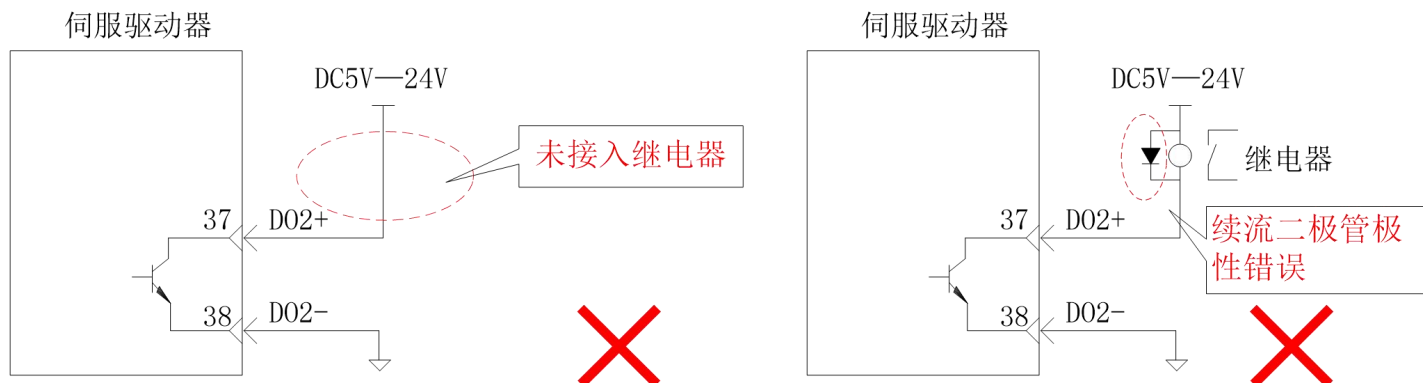 伺服驱动器
DC5V—24V
未接入继电器
37
DO2+
38
DO2-
伺服驱动器
DC5V—24V
继电器
37
DO2+
续流二极管极
性错误
38
DO2-